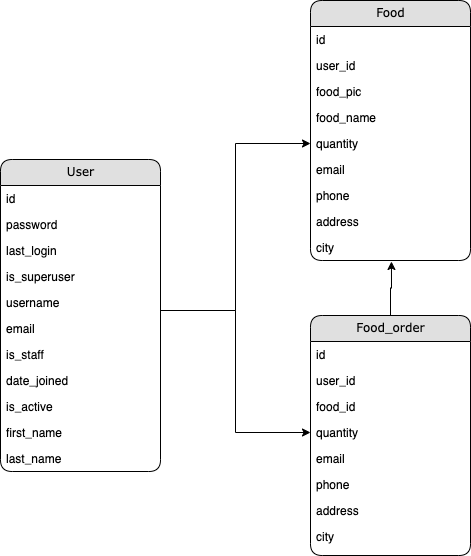 Food
id
user_id
food_pic
food_name
quantity
email
phone
address
city
User
id
password
last_login
is_superuser
username
email
is_staff
date_joined
is_active
first_name
last_name
Food_order
id
user_id
food_id
quantity
email
phone
address
city